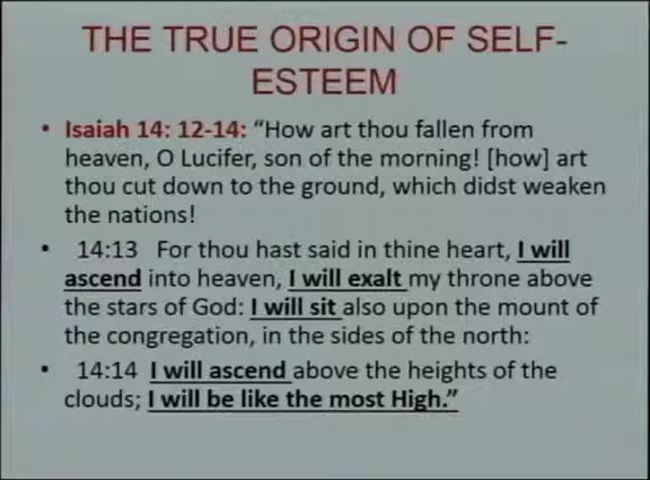 THE TRUE ORIGIN OF SELF-
ESTEEM
• Isaiah 14: 12-14: “How art thou fallen from
heaven, O Lucifer, son of the morning! [how] art
thou cut down to the ground, which didst weaken
the nations!
• 14:13 For thou hast said in thine heart, I will
ascend into heaven, I will exalt my throne above
the stars of God: I will sit also upon the mount of
the congregation, in the sides of the north:
• 14:14 I will ascend above the heights of the
clouds; I will be like the most High.”